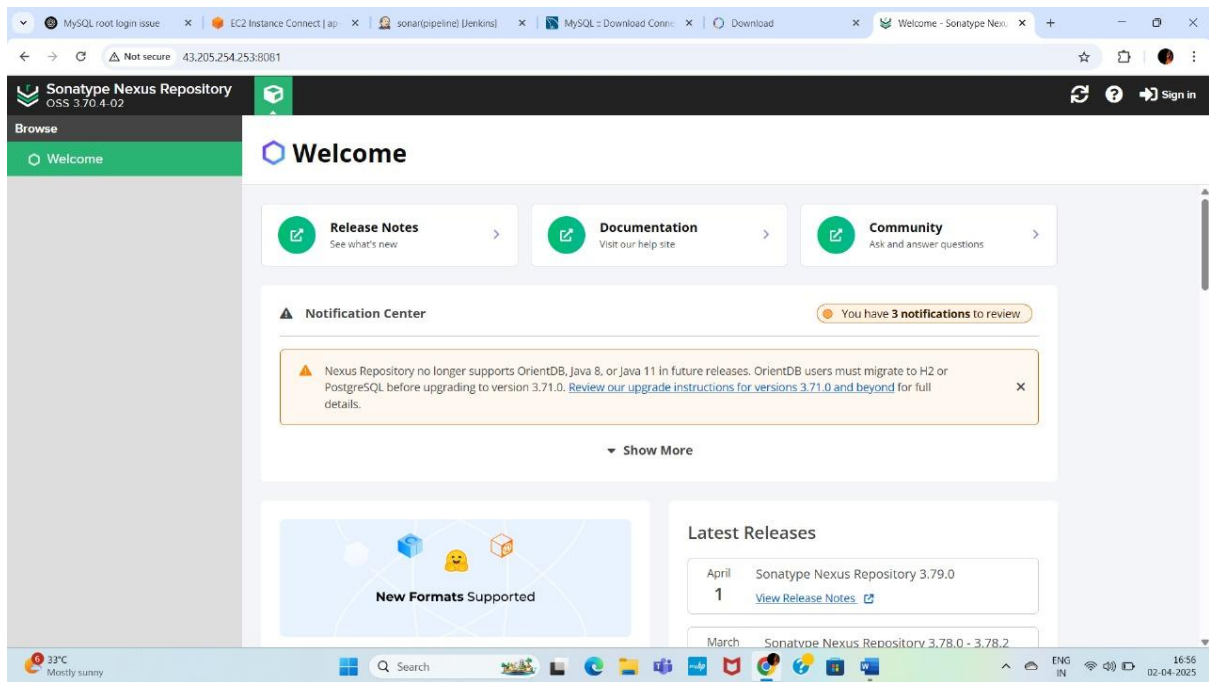 MySQL root login issue
EC2 Instance Connect | ap
sonar(pipeline) [Jenkins]
MySQL :: Download Conne
Download
Welcome - Sonatype Nexu
Not secure 43.205.254.253:8081
Sonatype Nexus Repository
OSS 3.70.4-02
Sign in
Browse
Welcome
Welcome
Release Notes
See what's new
Documentation
Visit our help site
Community
Ask and answer questions
Notification Center
You have 3 notifications to review
Nexus Repository no longer supports OrientDB, Java 8, or Java 11 in future releases. OrientDB users must migrate to H2 or
PostgreSQL before upgrading to version 3.71.0. Review our upgrade instructions for versions 3.71.0 and beyond for full
details.
Show More
New Formats Supported
Latest Releases
April
1
Sonatype Nexus Repository 3.79.0
View Release Notes
March
Sonatype Nexus Repository 3.78.0 - 3.78.2
6
33°C
Mostly sunny
Search
ENG
IN
16:56
02-04-2025